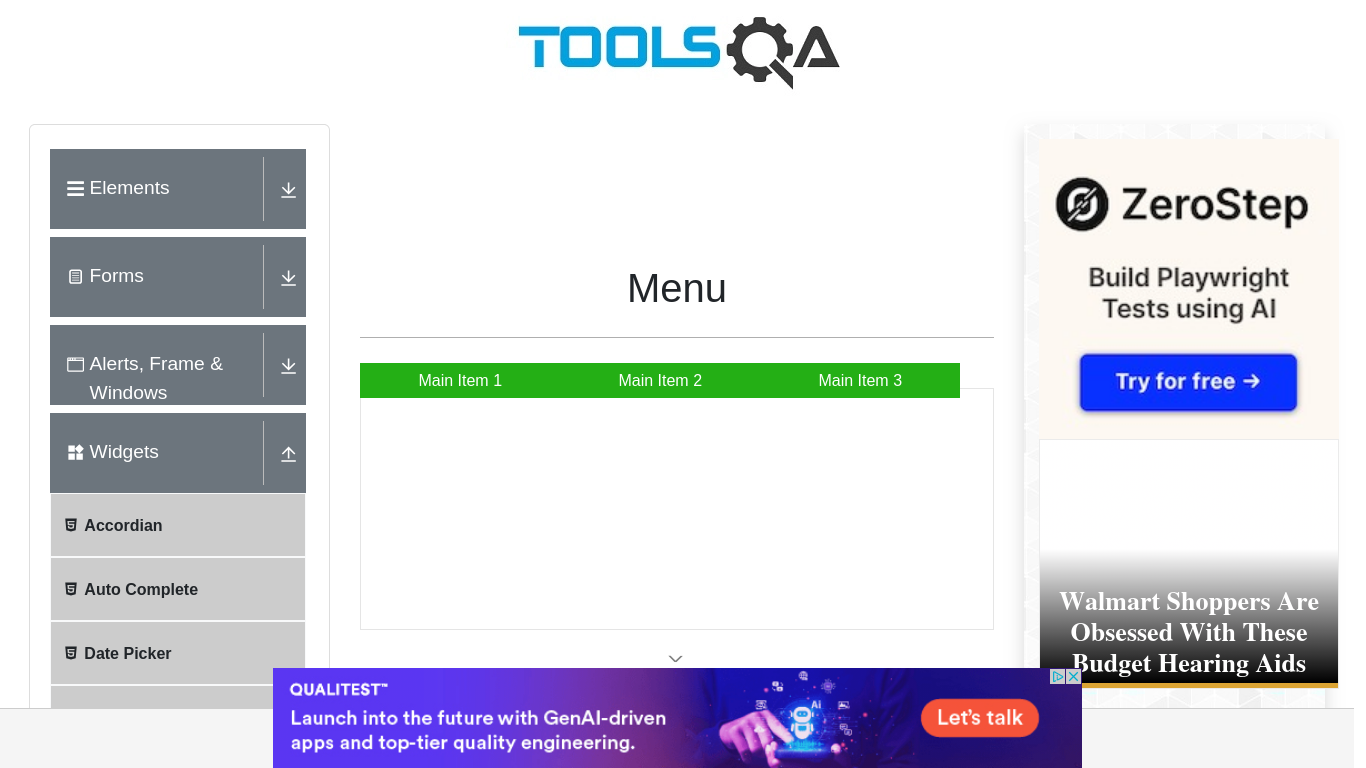 TOOLSQA
Elements
Forms
Alerts, Frame &
Windows
Widgets
Accordian
Auto Complete
Date Picker
Menu
Main Item 1
Main Item 2
Main Item 3
ZeroStep
Build Playwright
Tests using AI
Try for free →
Walmart Shoppers Are
Obsessed With These
Budget Hearing Aids
QUALITEST™
Launch into the future with GenAI-driven
apps and top-tier quality engineering.
Ai
Let's talk